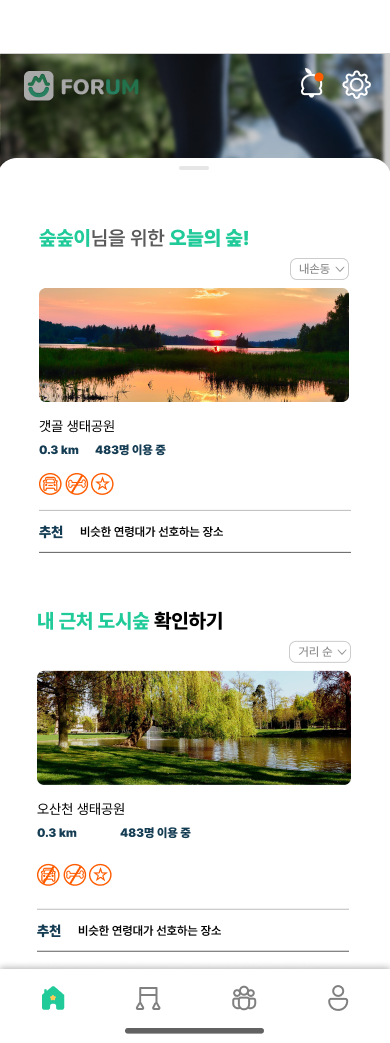 FORUM
숲숲이님을 위한 오늘의 숲!
내손동
갯골 생태공원
0.3 km 483명 이용 중
추천 비슷한 연령대가 선호하는 장소
내 근처 도시숲 확인하기
거리 순
오산천 생태공원
0.3 km 483명 이용 중
추천 비슷한 연령대가 선호하는 장소